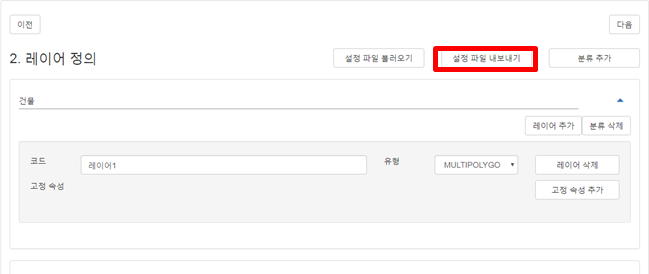 이전 다음
2. 레이어 정의 설정 파일 불러오기 설정 파일 내보내기 분류 추가
건물
레이어 추가 분류 삭제
코드 레이어1 유형 MULTIPOLYGO 레이어 삭제
고정 속성 고정 속성 추가